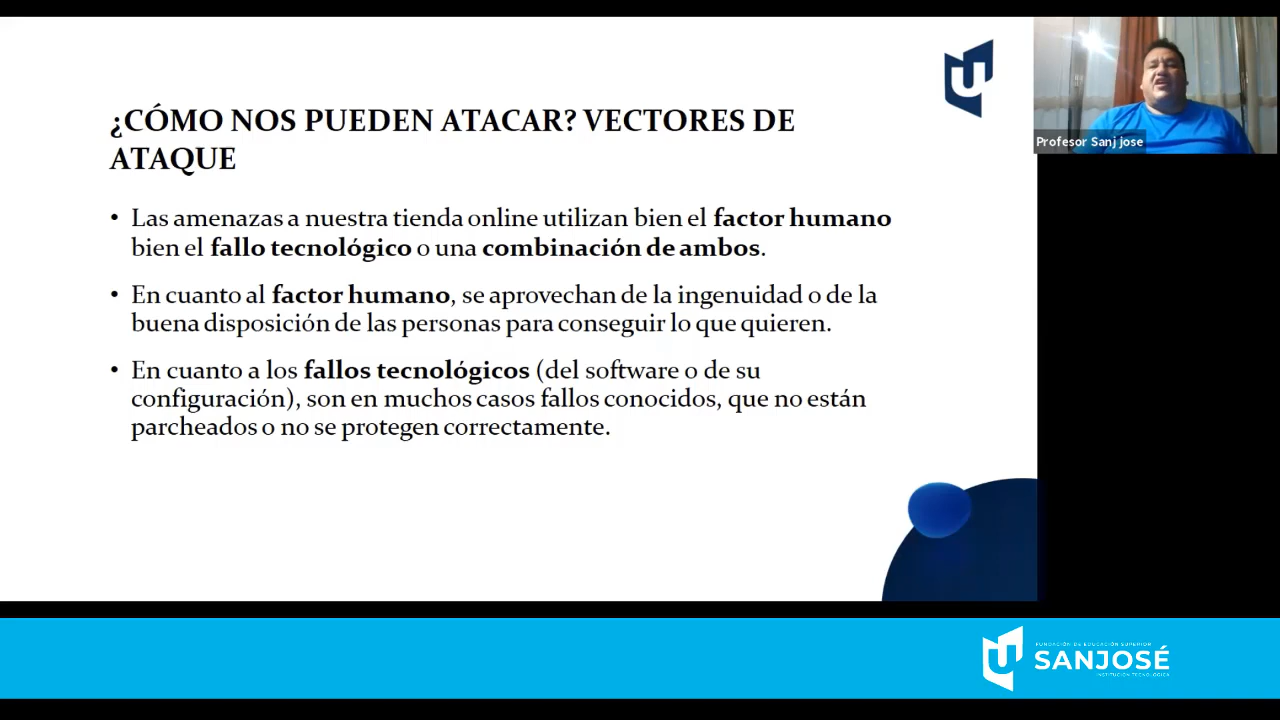 ¿CÓMO NOS PUEDEN ATACAR? VECTORES DE
ATAQUE
• Las amenazas a nuestra tienda online utilizan bien el factor humano
bien el fallo tecnológico o una combinación de ambos.
• En cuanto al factor humano, se aprovechan de la ingenuidad o de la
buena disposición de las personas para conseguir lo que quieren.
• En cuanto a los fallos tecnológicos (del software o de su
configuración), son en muchos casos fallos conocidos, que no están
parcheados o no se protegen correctamente.
Profesor Sanj jose
FUNDACIÓN DE EDUCACIÓN SUPERIOR
SANJOSÉ
INSTITUCIÓN TECNOLÓGICA